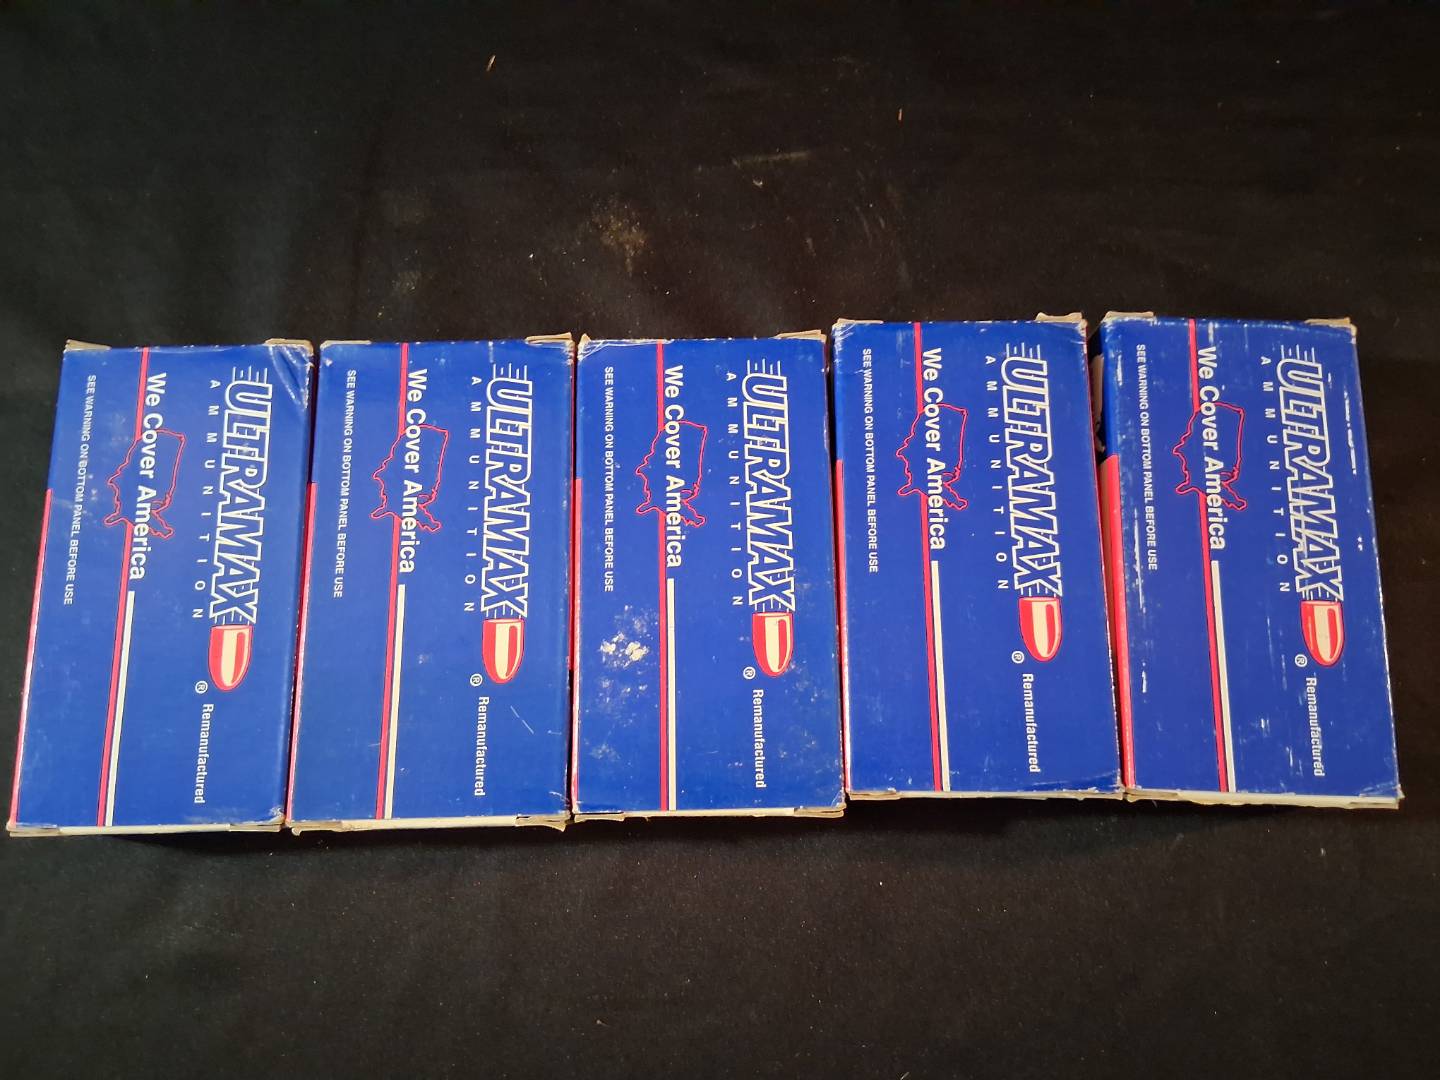 ULTRAMAX
AMMUNITION
® Remanufactured
We Cover America
SEE WARNING ON BOTTOM PANEL BEFORE USE
ULTRAMAX
AMMUNITION
® Remanufactured
We Cover America
SEE WARNING ON BOTTOM PANEL BEFORE USE
ULTRAMAX
AMMUNITION
® Remanufactured
We Cover America
SEE WARNING ON BOTTOM PANEL BEFORE USE
ULTRAMAX
AMMUNITION
® Remanufactured
We Cover America
SEE WARNING ON BOTTOM PANEL BEFORE USE
ULTRAMAX
AMMUNITION
® Remanufactured
We Cover America
SEE WARNING ON BOTTOM PANEL BEFORE USE